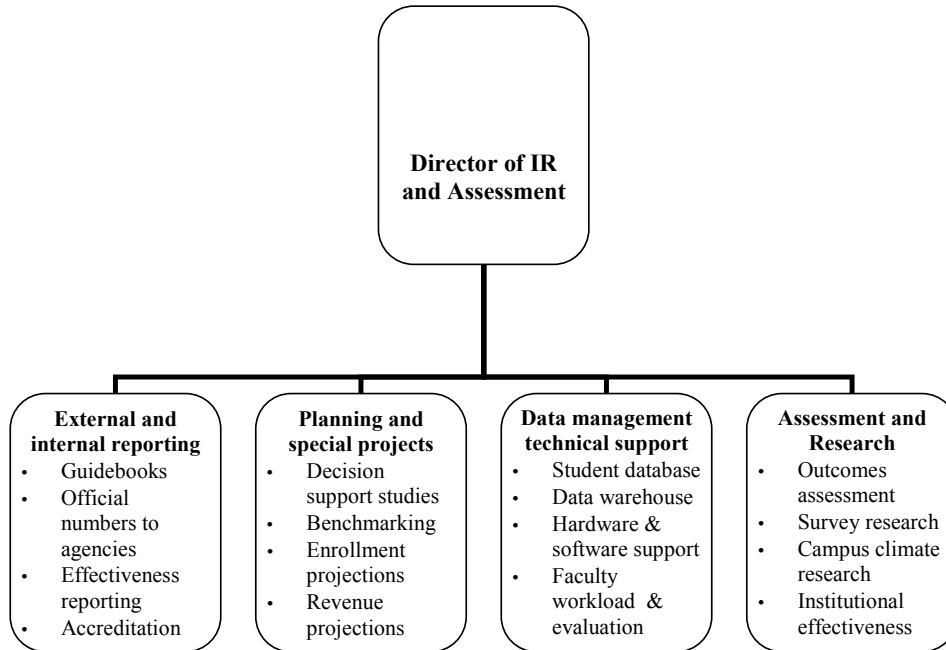 Director of IR
and Assessment
External and
internal reporting
• Guidebooks
• Official
numbers to
agencies
• Effectiveness
reporting
• Accreditation
Planning and
special projects
• Decision
support studies
• Benchmarking
• Enrollment
projections
• Revenue
projections
Data management
technical support
• Student database
• Data warehouse
• Hardware &
software support
• Faculty
workload & 
evaluation
Assessment and
Research
• Outcomes
assessment
• Survey research
• Campus climate
research
• Institutional
effectiveness